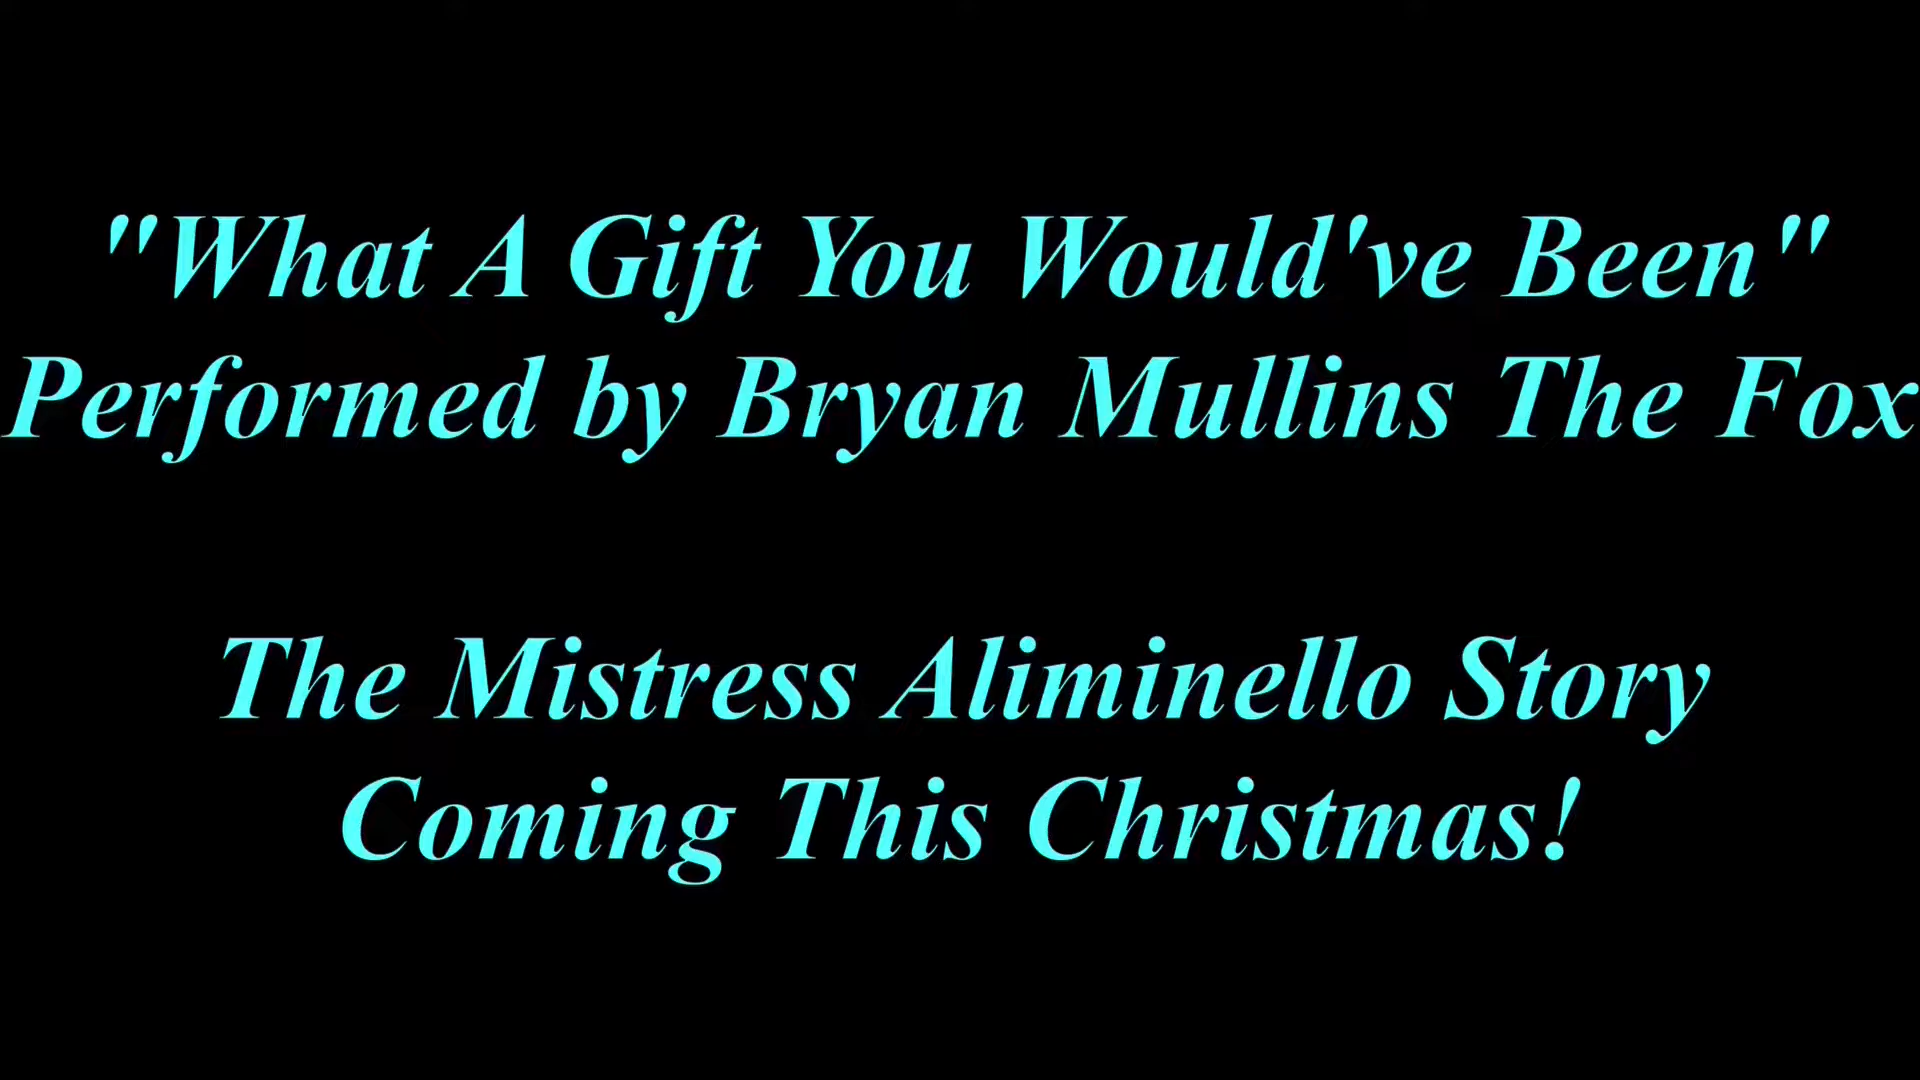 "What A Gift You Would've Been"
Performed by Bryan Mullins The Fox
The Mistress Aliminello Story
Coming This Christmas!